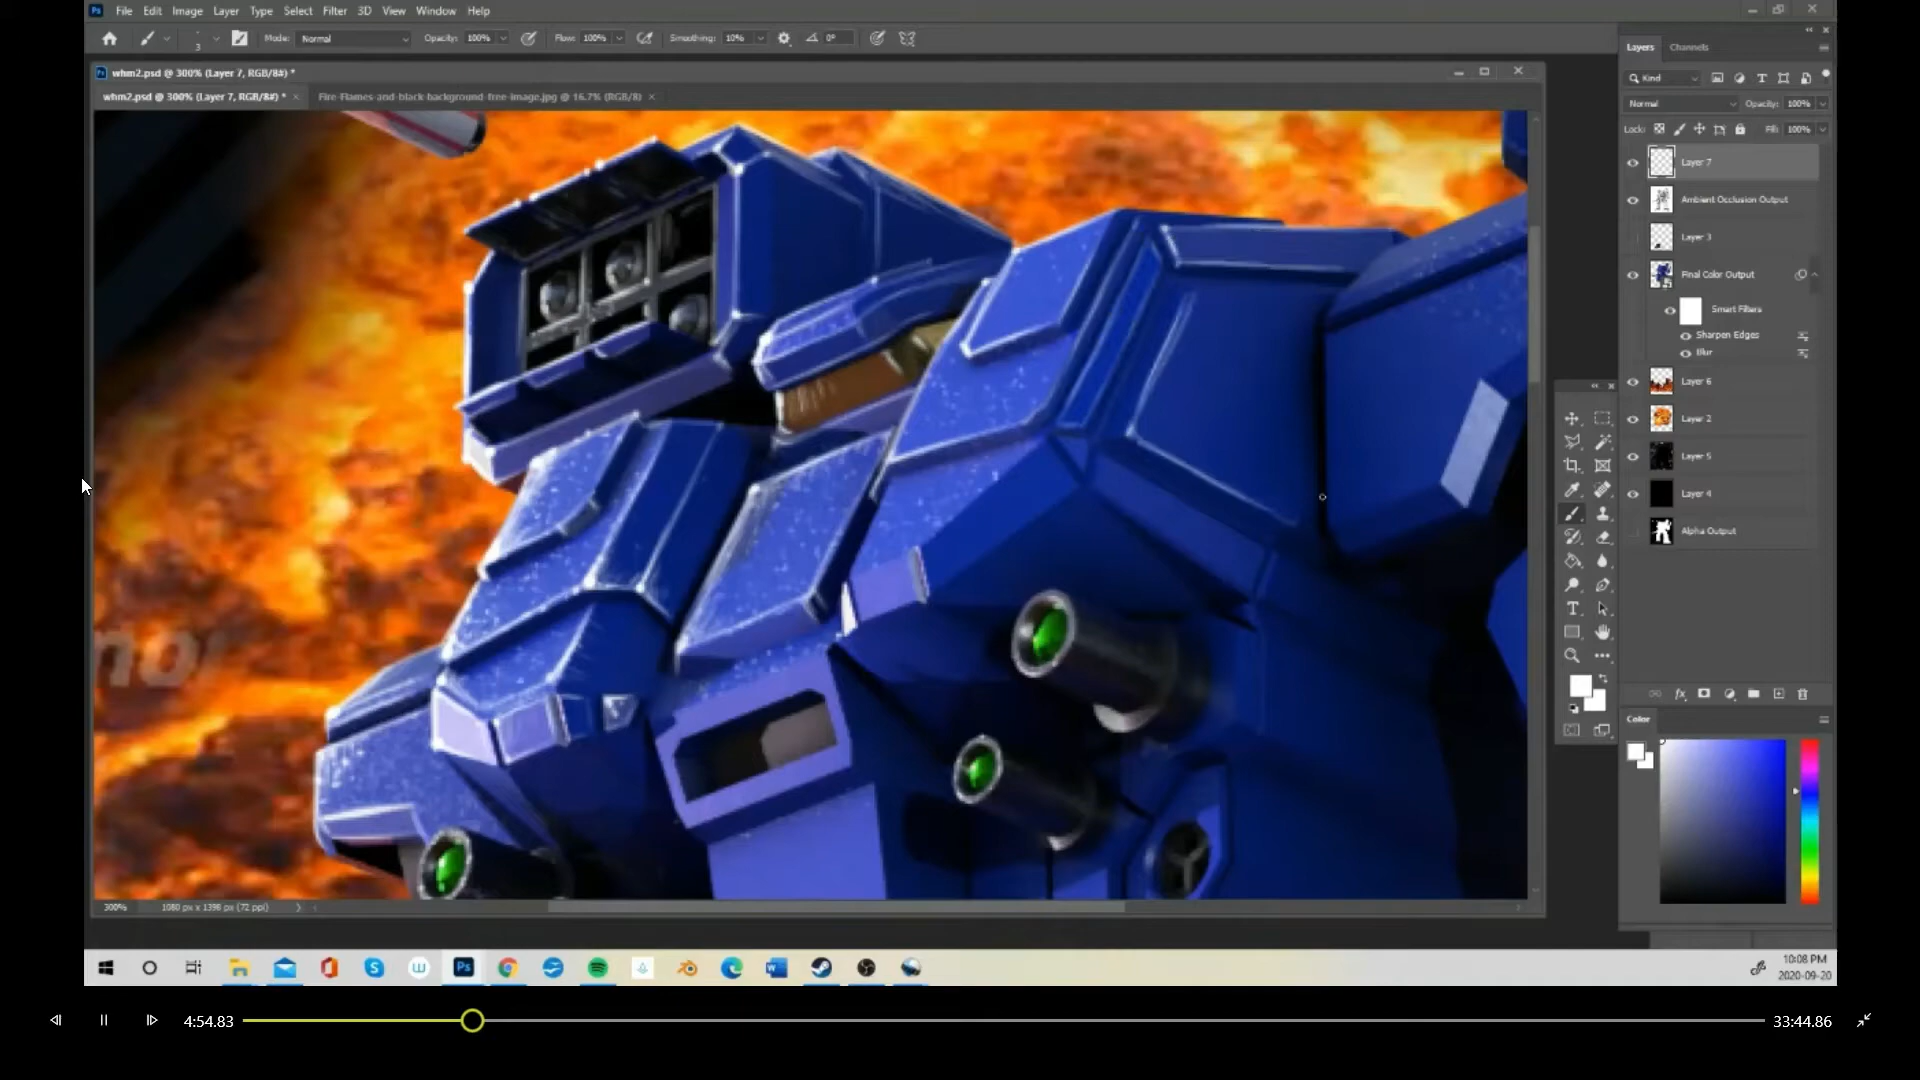 File Edit Image Layer Type Select Filter 3D View Window Help
3 Mode: Normal Opacity: 100% Flow: 100% Smoothing: 10% 0°
whm2.psd @ 300% (Layer 7, RGB/8#) *
whm2.psd @ 300% (Layer 7, RGB/8#) * × Fire-Flames-and-black-background-free-image.jpg @ 16.7% (RGB/8) ×
Layers Channels
Kind
Normal Opacity: 100%
Lock: Fill: 100%
Layer 7
Ambient Occlusion Output
Layer 3
Final Color Output
Smart Filters
Sharpen Edges
Blur
Layer 6
Layer 2
Layer 5
Layer 4
Alpha Output
Color
300% 1080 px x 1398 px (72 ppi)
10:08 PM
2020-09-20
4:54.83 33:44.86